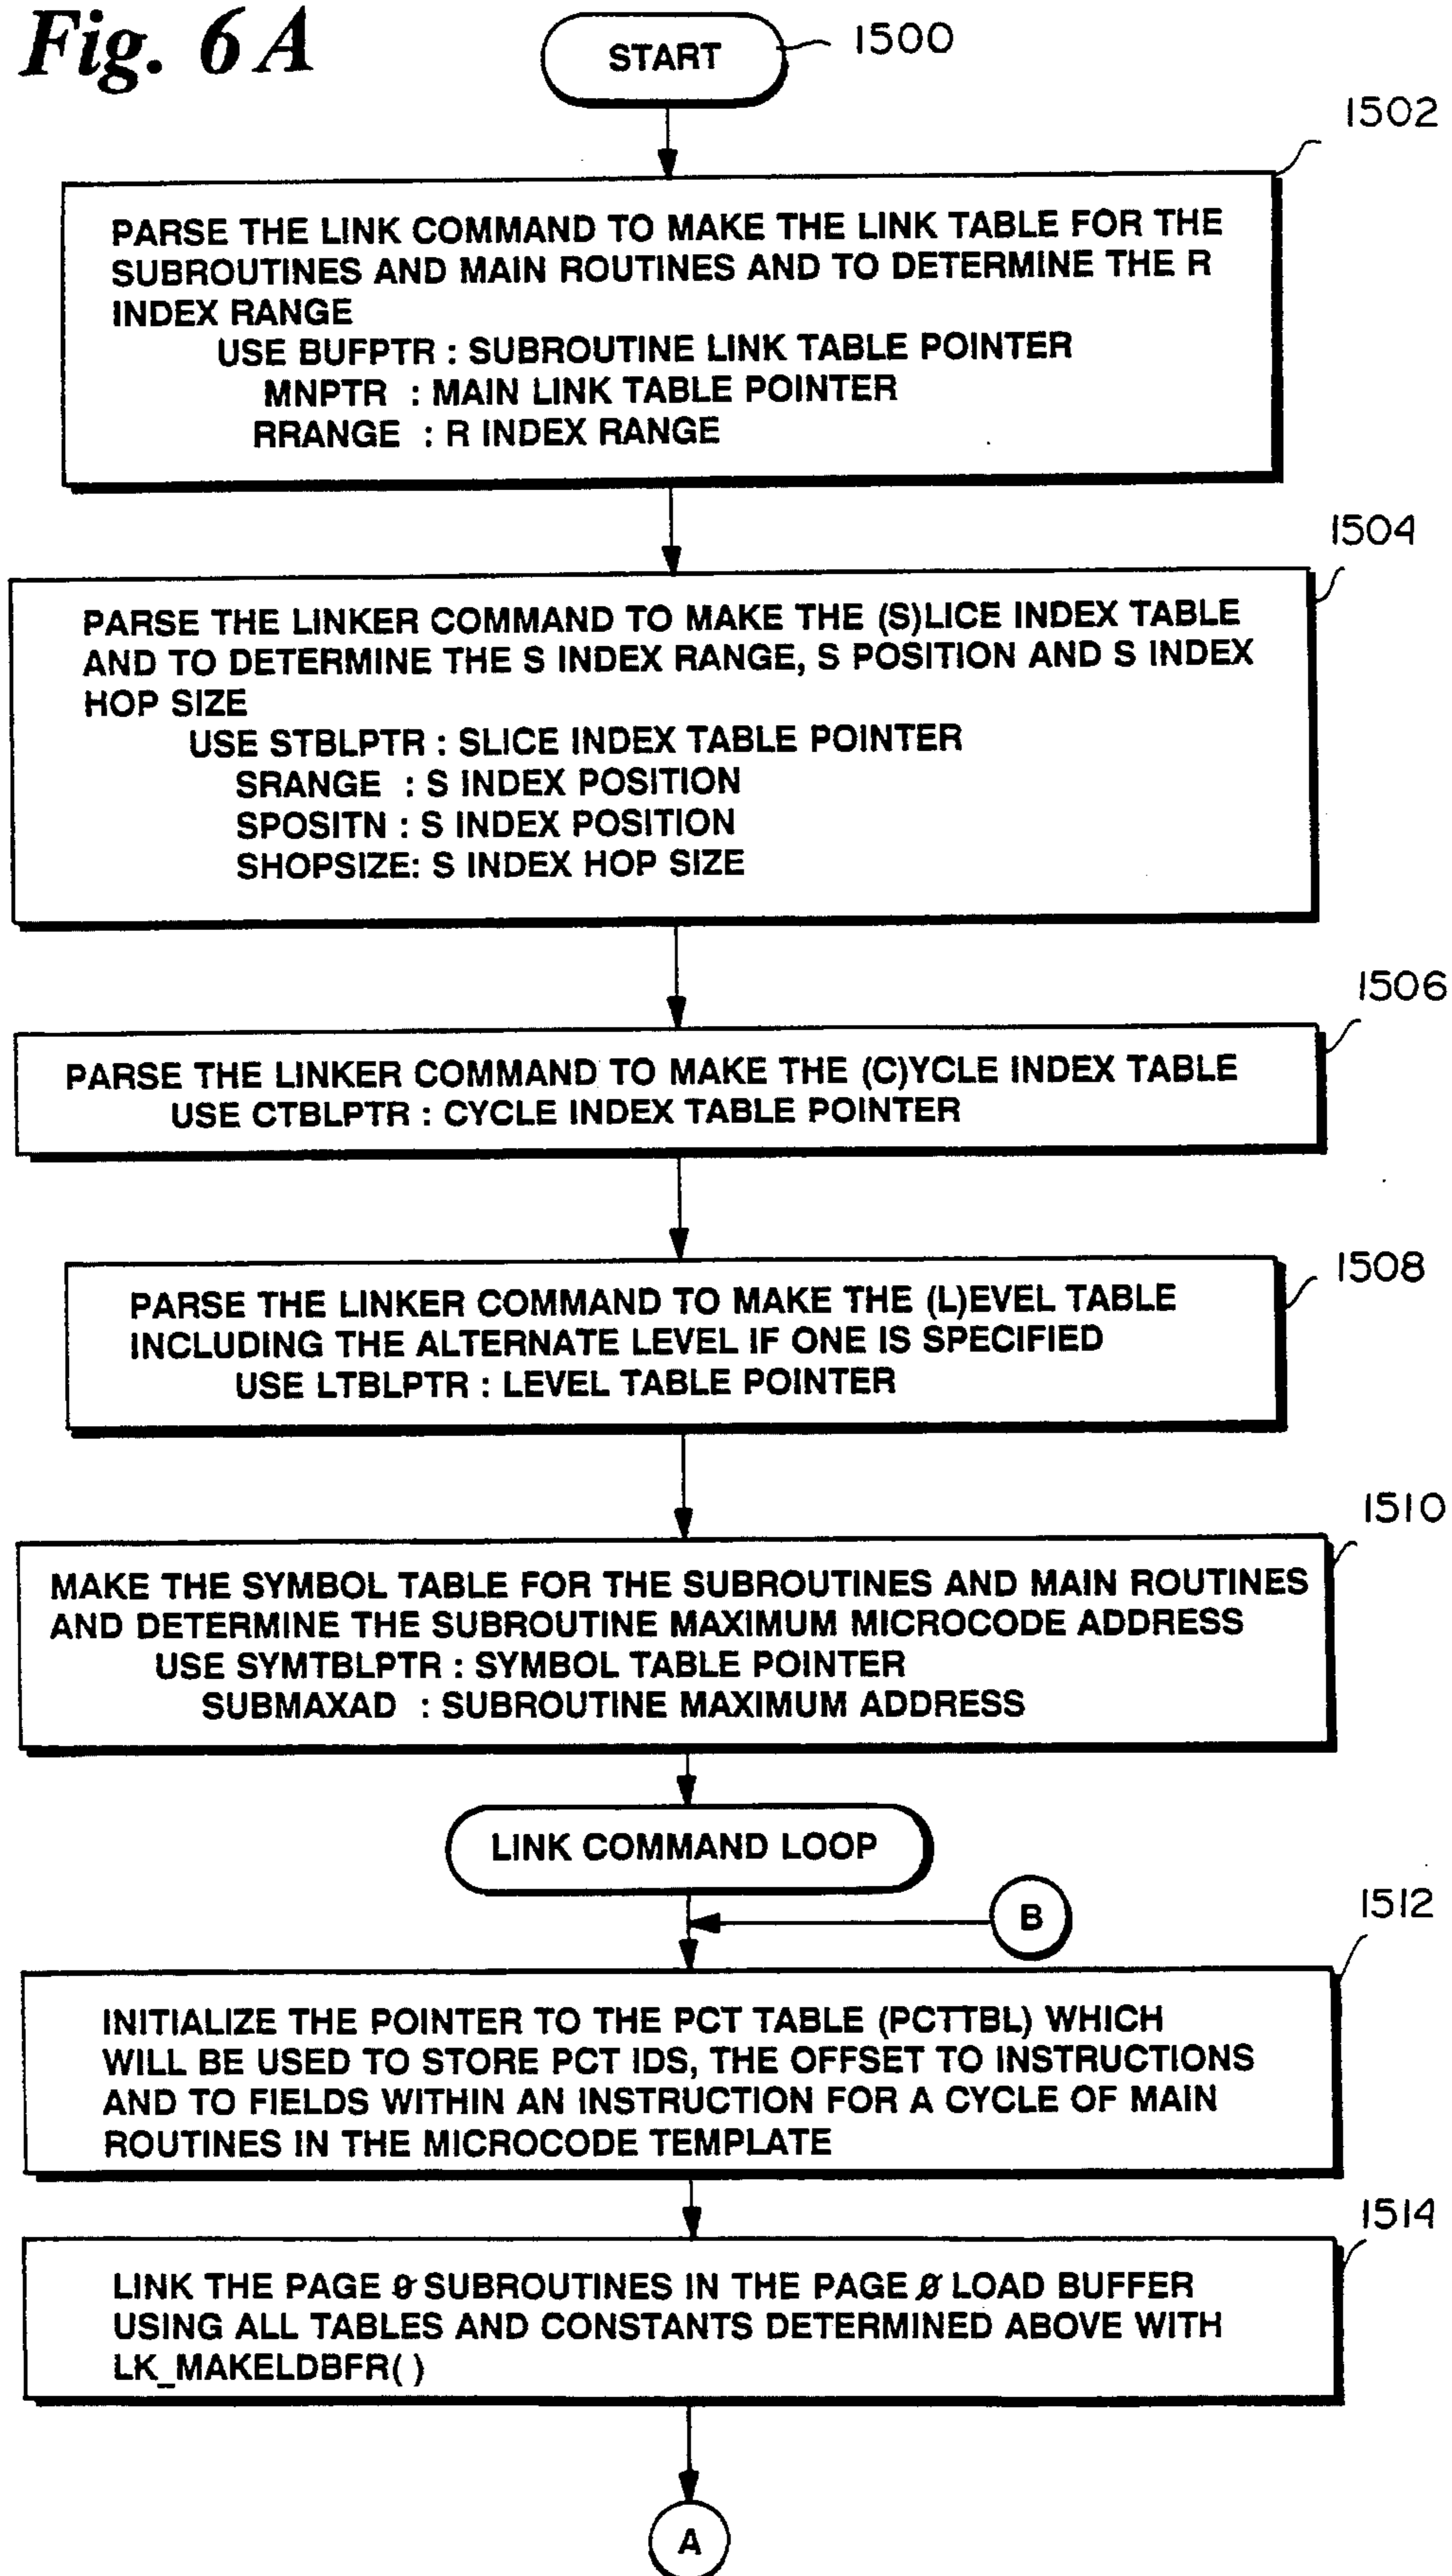 Fig. 6A
START
1500
1502
PARSE THE LINK COMMAND TO MAKE THE LINK TABLE FOR THE
SUBROUTINES AND MAIN ROUTINES AND TO DETERMINE THE R
INDEX RANGE
USE BUFPTR : SUBROUTINE LINK TABLE POINTER
MNPTR : MAIN LINK TABLE POINTER
RRANGE : R INDEX RANGE
1504
PARSE THE LINKER COMMAND TO MAKE THE (S)LICE INDEX TABLE
AND TO DETERMINE THE S INDEX RANGE, S POSITION AND S INDEX
HOP SIZE
USE STBLPTR : SLICE INDEX TABLE POINTER
SRANGE : S INDEX POSITION
SPOSITN : S INDEX POSITION
SHOPSIZE: S INDEX HOP SIZE
1506
PARSE THE LINKER COMMAND TO MAKE THE (C)YCLE INDEX TABLE
USE CTBLPTR : CYCLE INDEX TABLE POINTER
1508
PARSE THE LINKER COMMAND TO MAKE THE (L)EVEL TABLE
INCLUDING THE ALTERNATE LEVEL IF ONE IS SPECIFIED
USE LTBLPTR : LEVEL TABLE POINTER
1510
MAKE THE SYMBOL TABLE FOR THE SUBROUTINES AND MAIN ROUTINES
AND DETERMINE THE SUBROUTINE MAXIMUM MICROCODE ADDRESS
USE SYMTBLPTR : SYMBOL TABLE POINTER
SUBMAXAD : SUBROUTINE MAXIMUM ADDRESS
LINK COMMAND LOOP
B
1512
INITIALIZE THE POINTER TO THE PCT TABLE (PCTTBL) WHICH
WILL BE USED TO STORE PCT IDS, THE OFFSET TO INSTRUCTIONS
AND TO FIELDS WITHIN AN INSTRUCTION FOR A CYCLE OF MAIN
ROUTINES IN THE MICROCODE TEMPLATE
1514
LINK THE PAGE 0 SUBROUTINES IN THE PAGE Ø LOAD BUFFER
USING ALL TABLES AND CONSTANTS DETERMINED ABOVE WITH
LK_MAKELDBFR( )
A